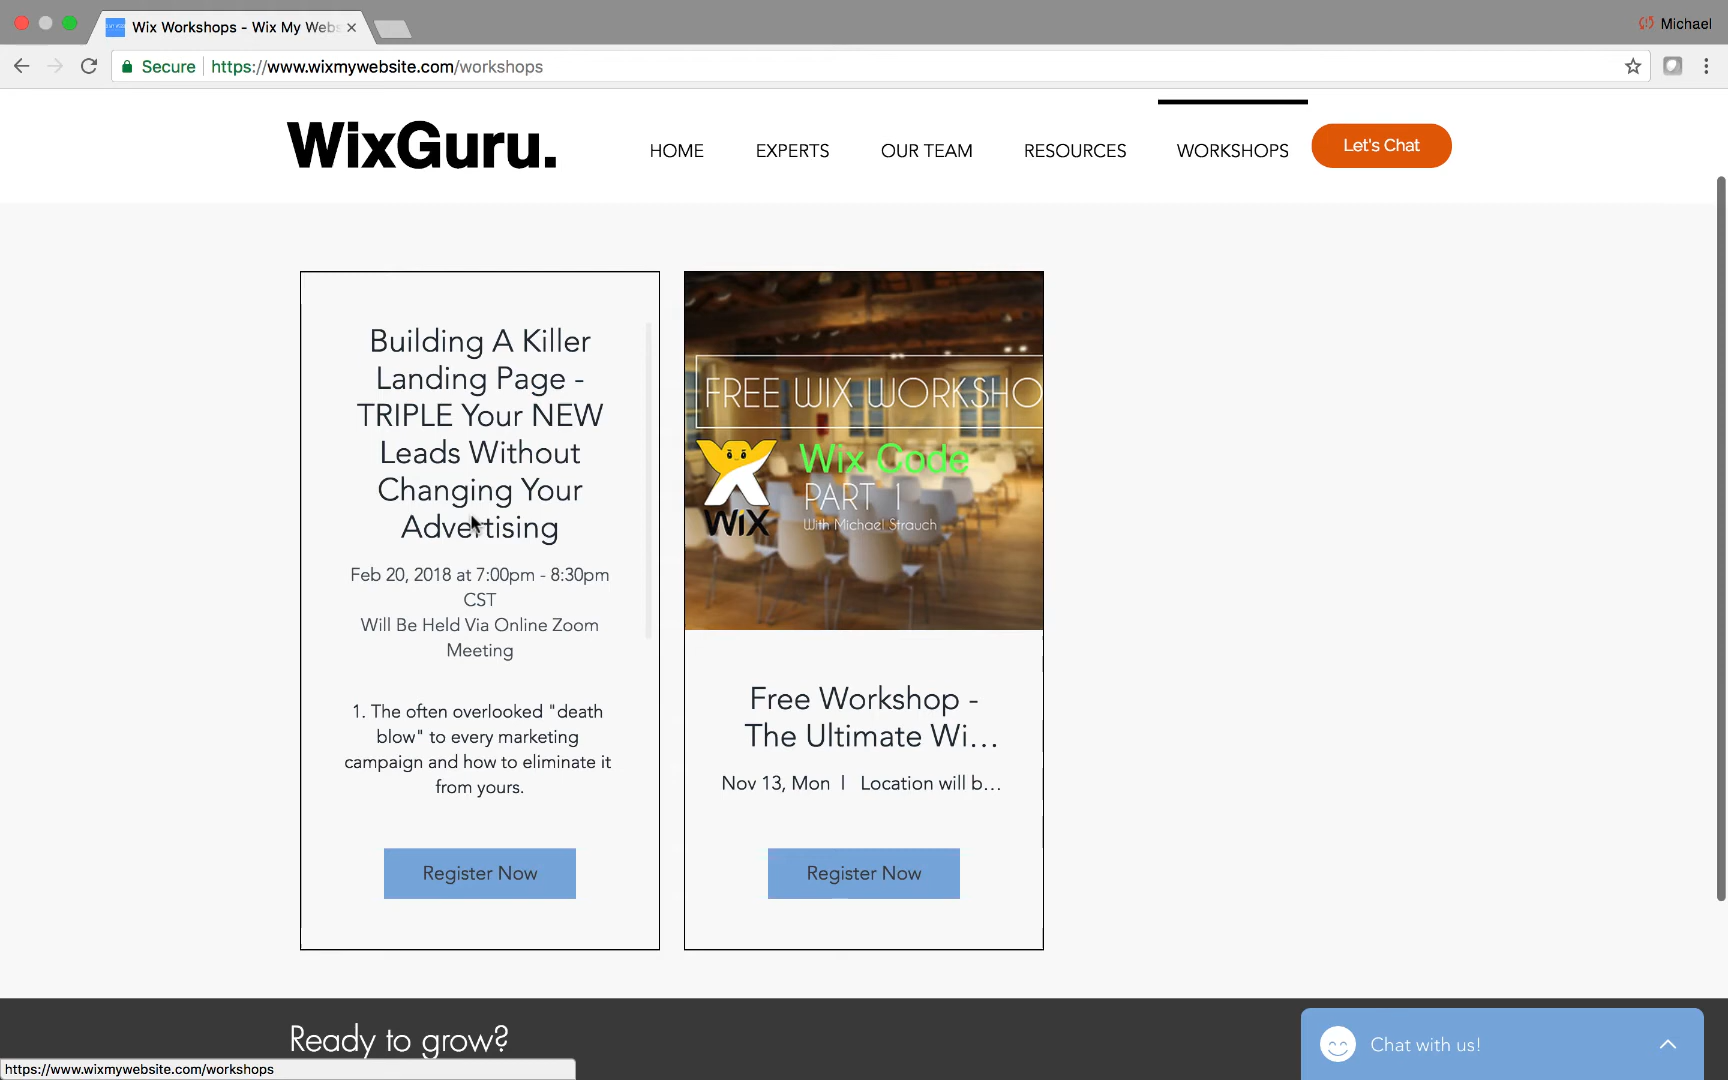 Wix Workshops - Wix My Webs
Michael
Secure
https://www.wixmywebsite.com/workshops
WixGuru.
HOME
EXPERTS
OUR TEAM
RESOURCES
WORKSHOPS
Let's Chat
Building A Killer
Landing Page -
TRIPLE Your NEW
Leads Without
Changing Your
Advertising
Feb 20, 2018 at 7:00pm - 8:30pm
CST
Will Be Held Via Online Zoom
Meeting
1. The often overlooked "death
blow" to every marketing
campaign and how to eliminate it
from yours.
Register Now
FREE WIX WORKSHO
Wix Code
PART 1
With Michael Strauch
WiX
Free Workshop -
The Ultimate Wi...
Nov 13, Mon | Location will b...
Register Now
Ready to grow?
Chat with us!
https://www.wixmywebsite.com/workshops